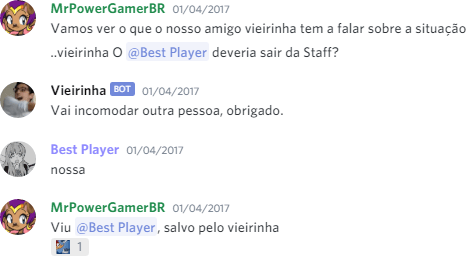 MrPowerGamerBR 01/04/2017
Vamos ver o que o nosso amigo vieirinha tem a falar sobre a situação
..vieirinha O @Best Player deveria sair da Staff?
Vieirinha BOT 01/04/2017
Vai incomodar outra pessoa, obrigado.
Best Player 01/04/2017
nossa
MrPowerGamerBR 01/04/2017
Viu @Best Player, salvo pelo vieirinha
1